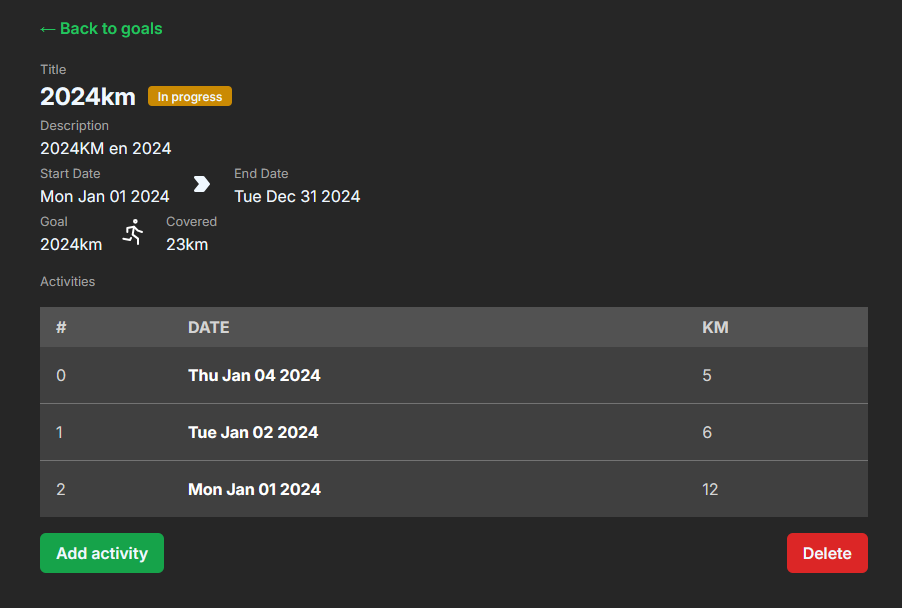 ← Back to goals
Title
2024km In progress
Description
2024KM en 2024
Start Date End Date
Mon Jan 01 2024 Tue Dec 31 2024
Goal Covered
2024km 23km
Activities
# DATE KM
0 Thu Jan 04 2024 5
1 Tue Jan 02 2024 6
2 Mon Jan 01 2024 12
Add activity Delete